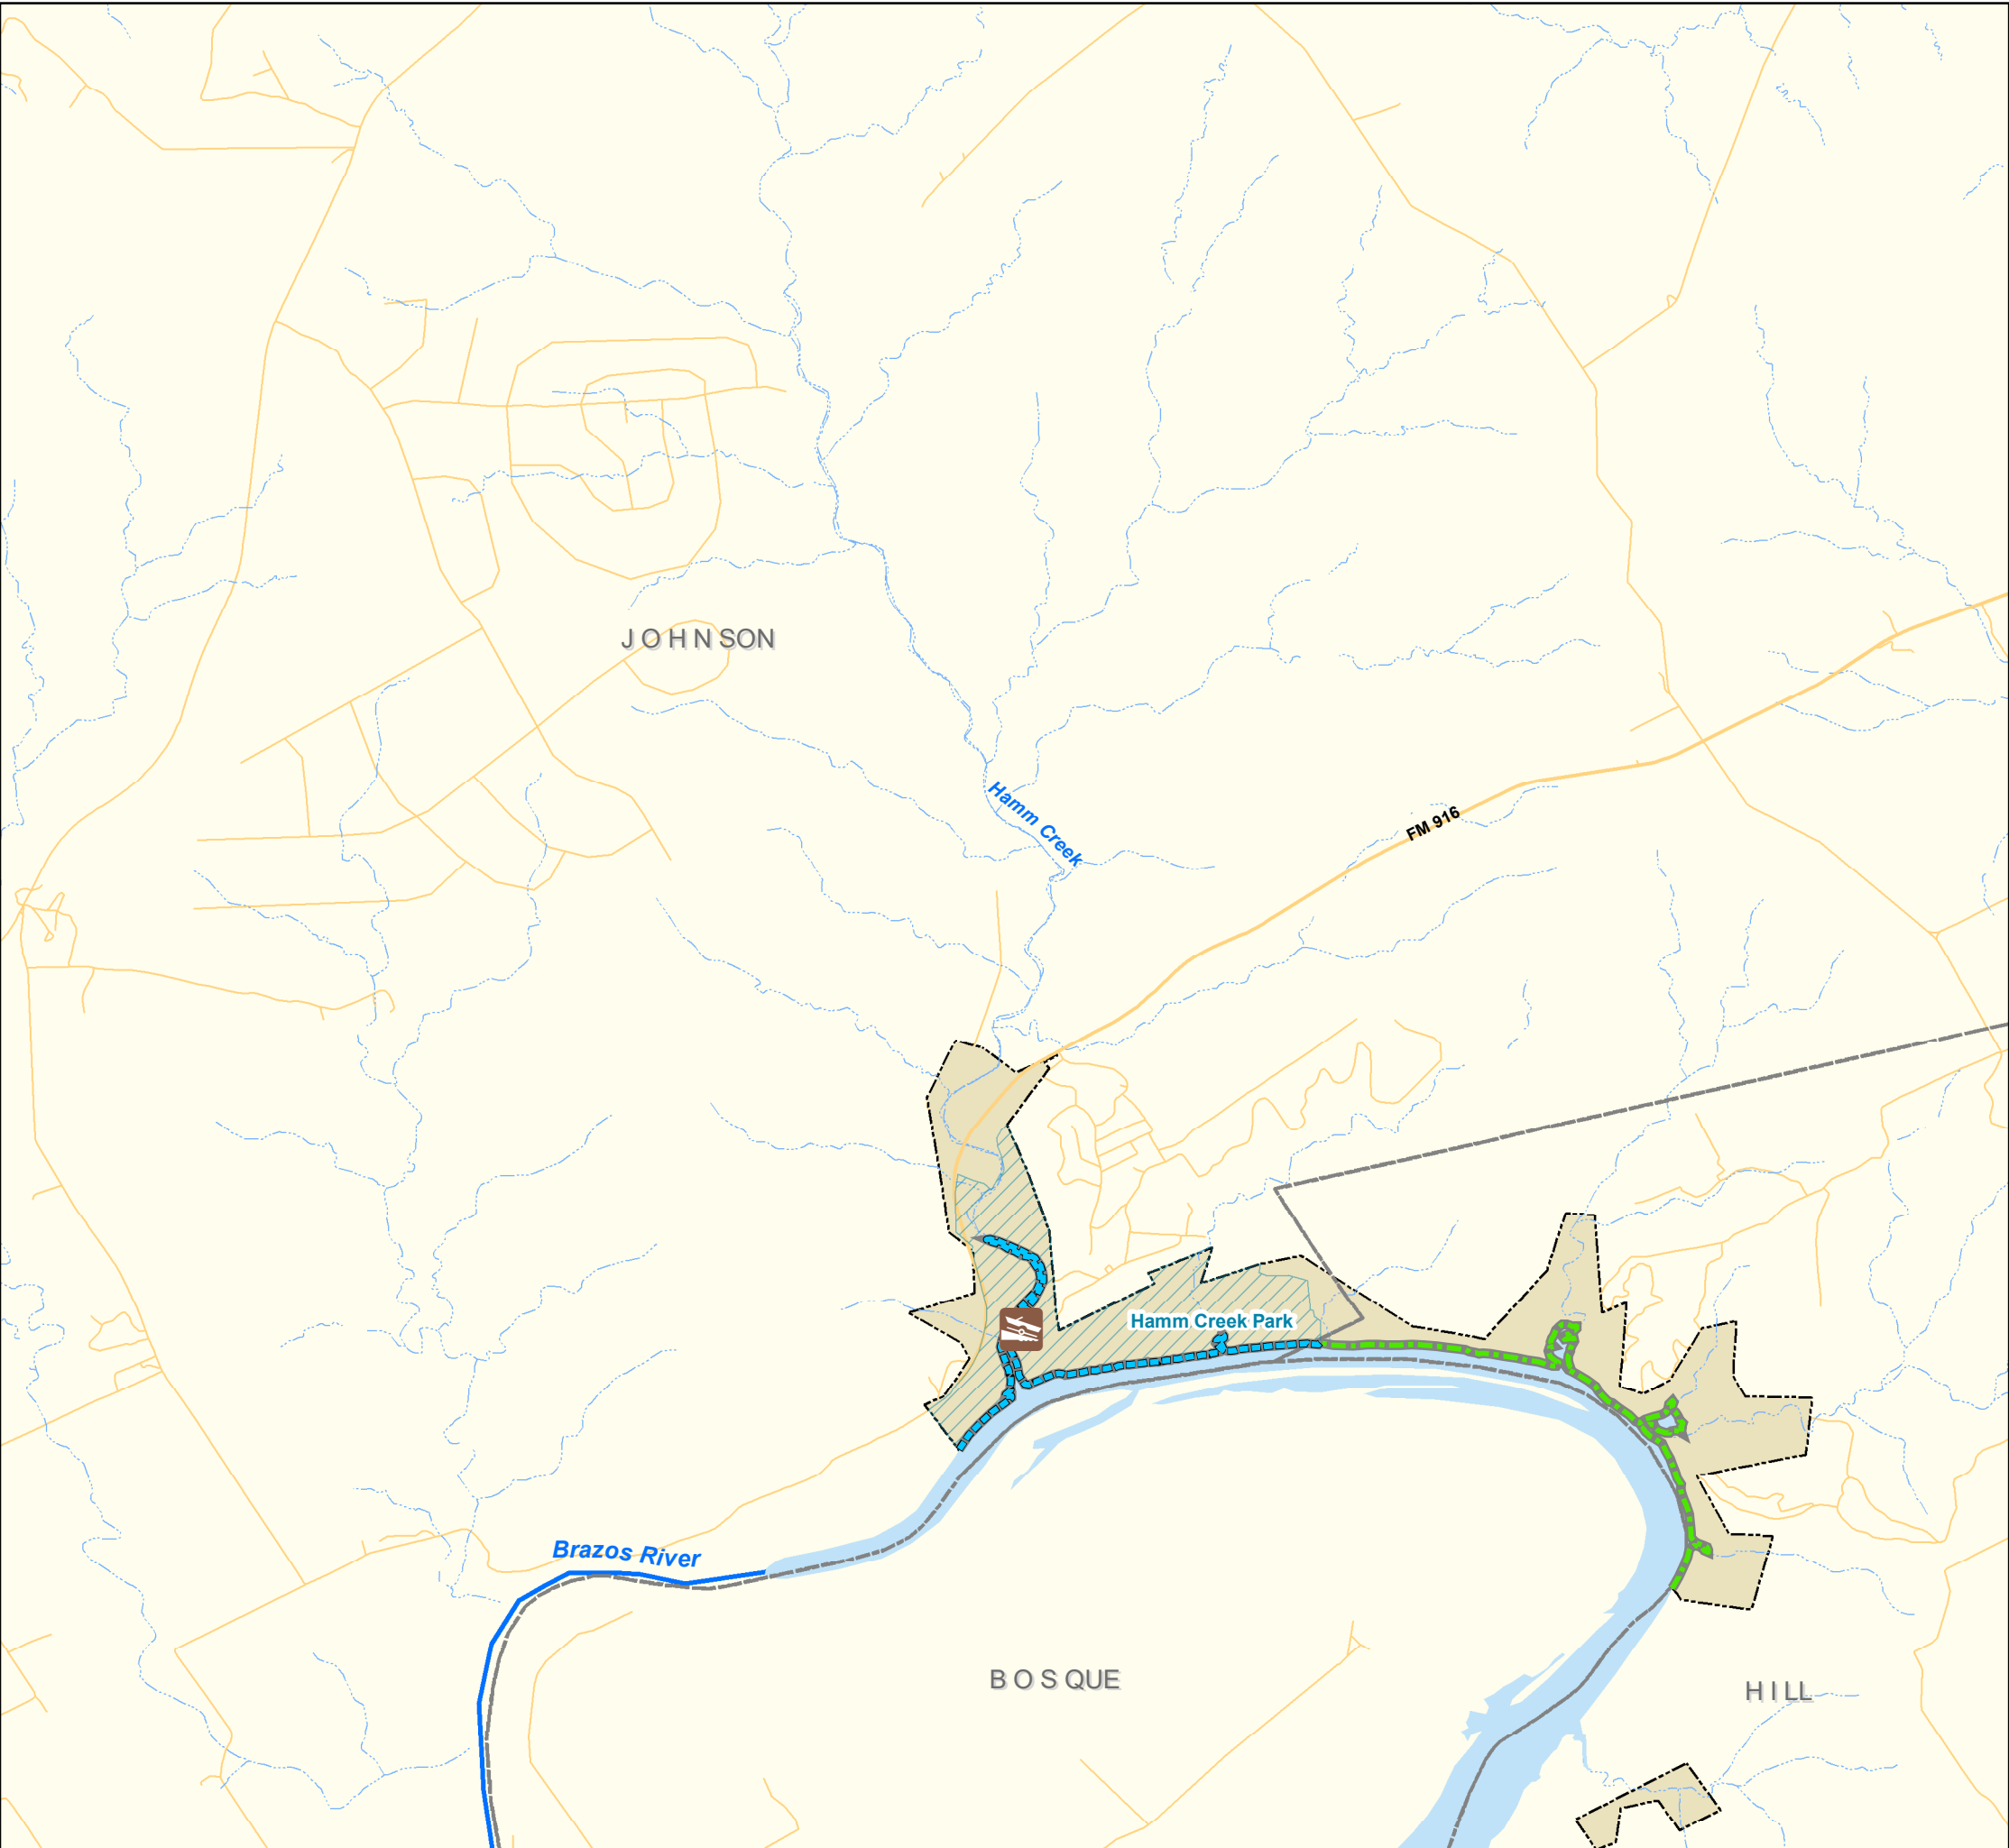 JOHNSON
Hamm Creek
FM 916
Hamm Creek Park
Brazos River
BOSQUE
HILL